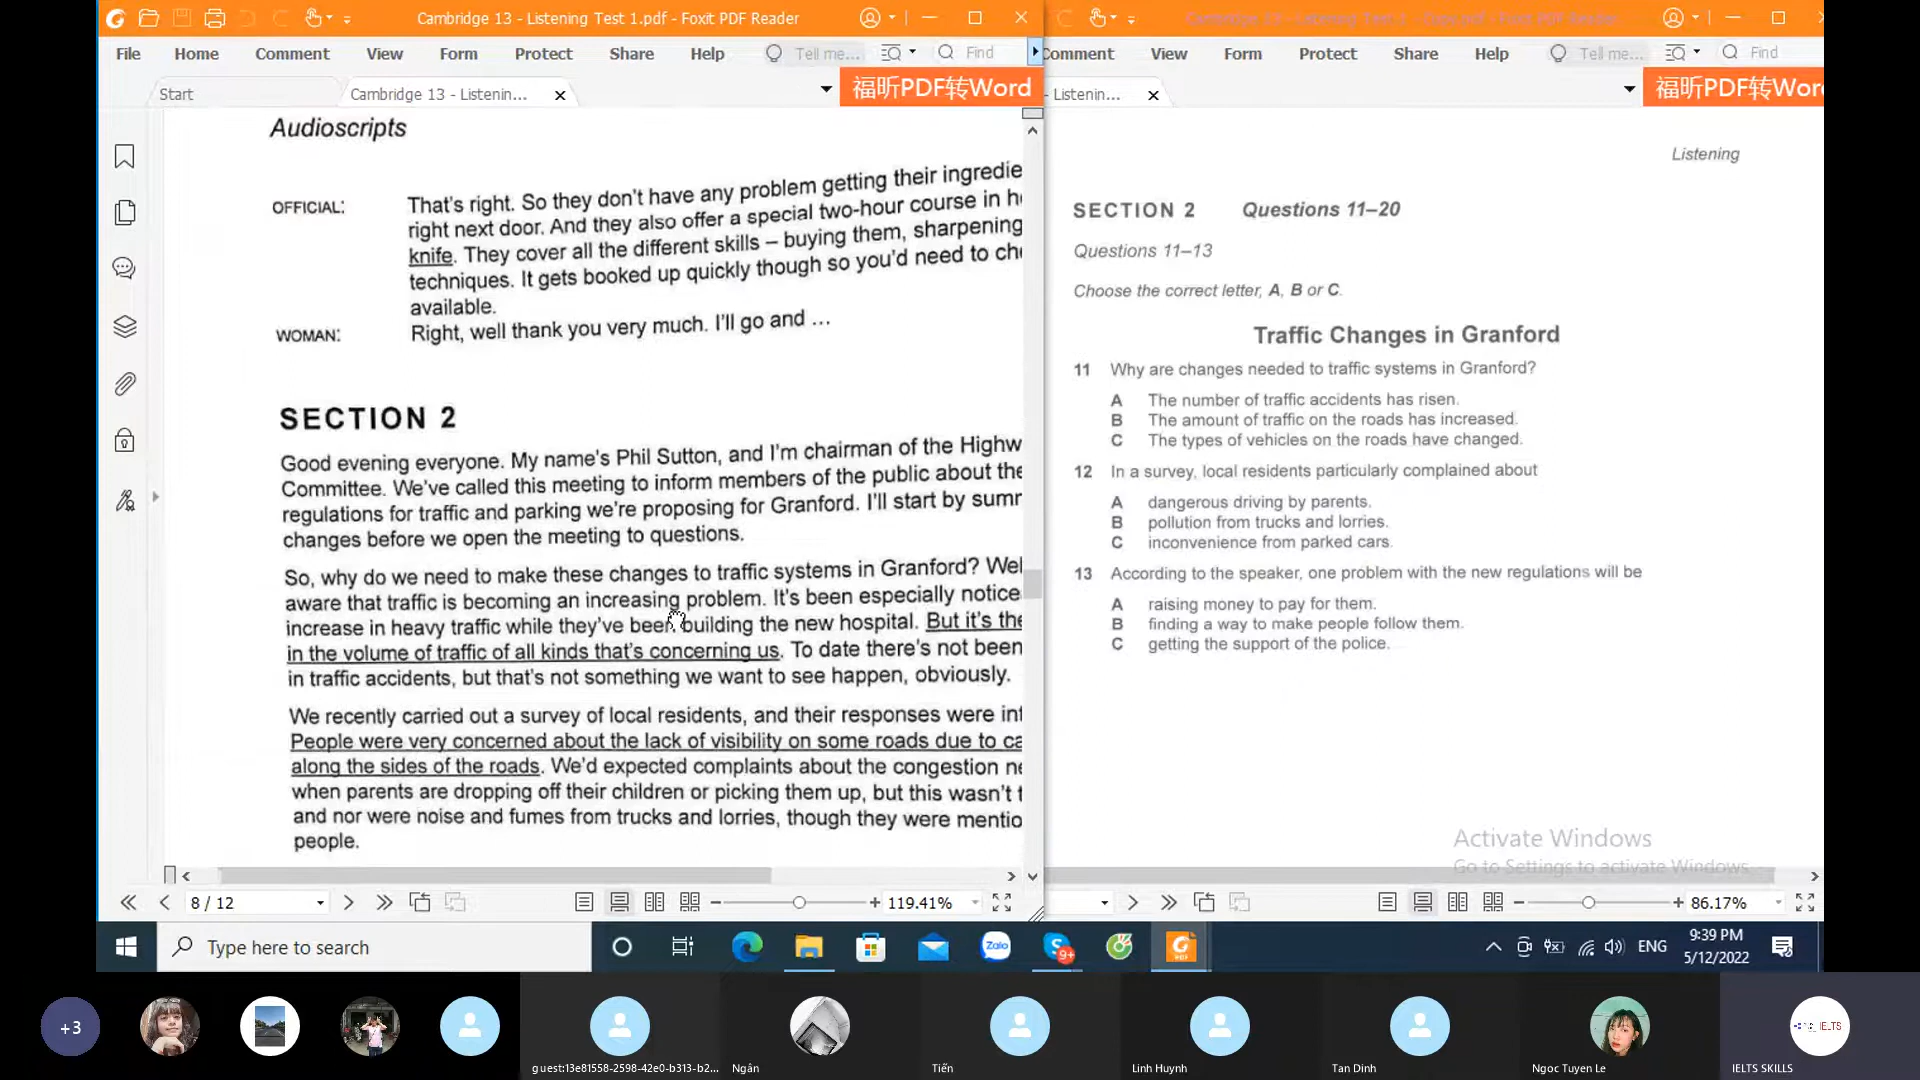 Cambridge 13 - Listening Test 1.pdf - Foxit PDF Reader
File Home Comment View Form Protect Share Help Tell me... Find
Start
Cambridge 13 - Listenin...
福昕PDF转Word
Audioscripts
OFFICIAL: That's right. So they don't have any problem getting their ingredie
right next door. And they also offer a special two-hour course in h
knife. They cover all the different skills – buying them, sharpening
techniques. It gets booked up quickly though so you'd need to che
available.
WOMAN: Right, well thank you very much. I'll go and …
SECTION 2
Good evening everyone. My name's Phil Sutton, and I'm chairman of the Highw
Committee. We've called this meeting to inform members of the public about the
regulations for traffic and parking we're proposing for Granford. I'll start by summ
changes before we open the meeting to questions.
So, why do we need to make these changes to traffic systems in Granford? Wel
aware that traffic is becoming an increasing problem. It's been especially notice
increase in heavy traffic while they've been building the new hospital. But it's the
in the volume of traffic of all kinds that's concerning us. To date there's not been
in traffic accidents, but that's not something we want to see happen, obviously.
We recently carried out a survey of local residents, and their responses were int
People were very concerned about the lack of visibility on some roads due to ca
along the sides of the roads. We'd expected complaints about the congestion ne
when parents are dropping off their children or picking them up, but this wasn't t
and nor were noise and fumes from trucks and lorries, though they were mentio
people.
8 / 12
119.41%
Comment View Form Protect Share Help Tell me... Find
- Listenin...
福昕PDF转Wor
Listening
SECTION 2 Questions 11–20
Questions 11–13
Choose the correct letter, A, B or C.
Traffic Changes in Granford
11 Why are changes needed to traffic systems in Granford?
A The number of traffic accidents has risen.
B The amount of traffic on the roads has increased.
C The types of vehicles on the roads have changed.
12 In a survey, local residents particularly complained about
A dangerous driving by parents.
B pollution from trucks and lorries.
C inconvenience from parked cars.
13 According to the speaker, one problem with the new regulations will be
A raising money to pay for them.
B finding a way to make people follow them.
C getting the support of the police.
Activate Windows
Go to Settings to activate Windows.
86.17%
Type here to search
Zalo
9+
ENG
9:39 PM
5/12/2022
+3
guest:13e81558-2598-42e0-b313-b2...
Ngân
Tiến
Linh Huynh
Tan Dinh
Ngoc Tuyen Le
IELTS
IELTS SKILLS